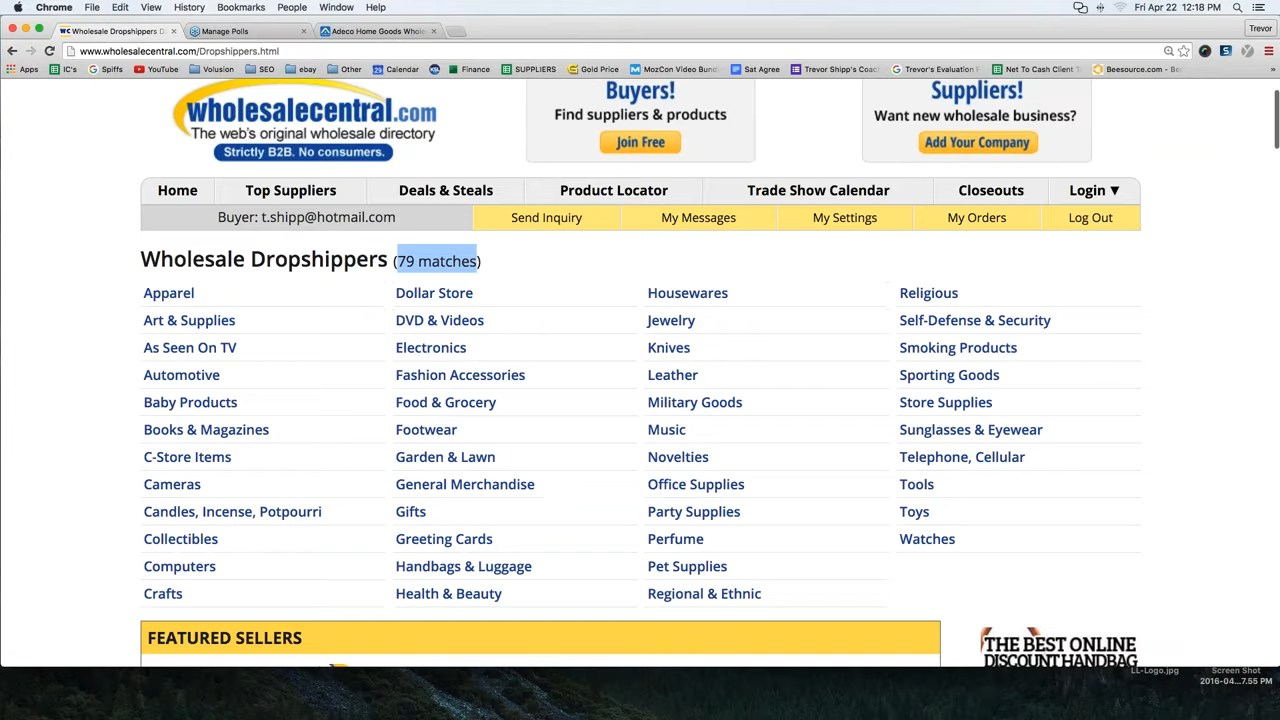 Chrome File Edit View History Bookmarks People Window Help Fri Apr 22 12:18 PM
Wholesale Dropshippers D Manage Polls Adeco Home Goods Whole Trevor
www.wholesalecentral.com/Dropshippers.html
Apps IC's Spiffs YouTube Volusion SEO ebay Other Calendar KSL Finance SUPPLIERS Gold Price MozCon Video Bund Sat Agree Trevor Shipp's Coac Trevor's Evaluation F Net To Cash Client T Beesource.com - Be »
wholesalecentral.com
The web's original wholesale directory
Strictly B2B. No consumers.
Buyers!
Find suppliers & products
Join Free
Suppliers!
Want new wholesale business?
Add Your Company
Home Top Suppliers Deals & Steals Product Locator Trade Show Calendar Closeouts Login ▼
Buyer: t.shipp@hotmail.com Send Inquiry My Messages My Settings My Orders Log Out
Wholesale Dropshippers (79 matches)
Apparel Dollar Store Housewares Religious
Art & Supplies DVD & Videos Jewelry Self-Defense & Security
As Seen On TV Electronics Knives Smoking Products
Automotive Fashion Accessories Leather Sporting Goods
Baby Products Food & Grocery Military Goods Store Supplies
Books & Magazines Footwear Music Sunglasses & Eyewear
C-Store Items Garden & Lawn Novelties Telephone, Cellular
Cameras General Merchandise Office Supplies Tools
Candles, Incense, Potpourri Gifts Party Supplies Toys
Collectibles Greeting Cards Perfume Watches
Computers Handbags & Luggage Pet Supplies
Crafts Health & Beauty Regional & Ethnic
FEATURED SELLERS
THE BEST ONLINE
DISCOUNT HANDBAG
LL-Logo.jpg Screen Shot
2016-04...7.55 PM